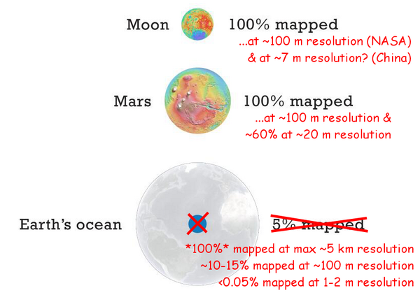 Moon 100% mapped
...at ~100 m resolution (NASA)
& at ~7 m resolution? (China)
Mars 100% mapped
...at ~100 m resolution &
~60% at ~20 m resolution
Earth's ocean 5% mapped
*100%* mapped at max ~5 km resolution
~10-15% mapped at ~100 m resolution
<0.05% mapped at 1-2 m resolution